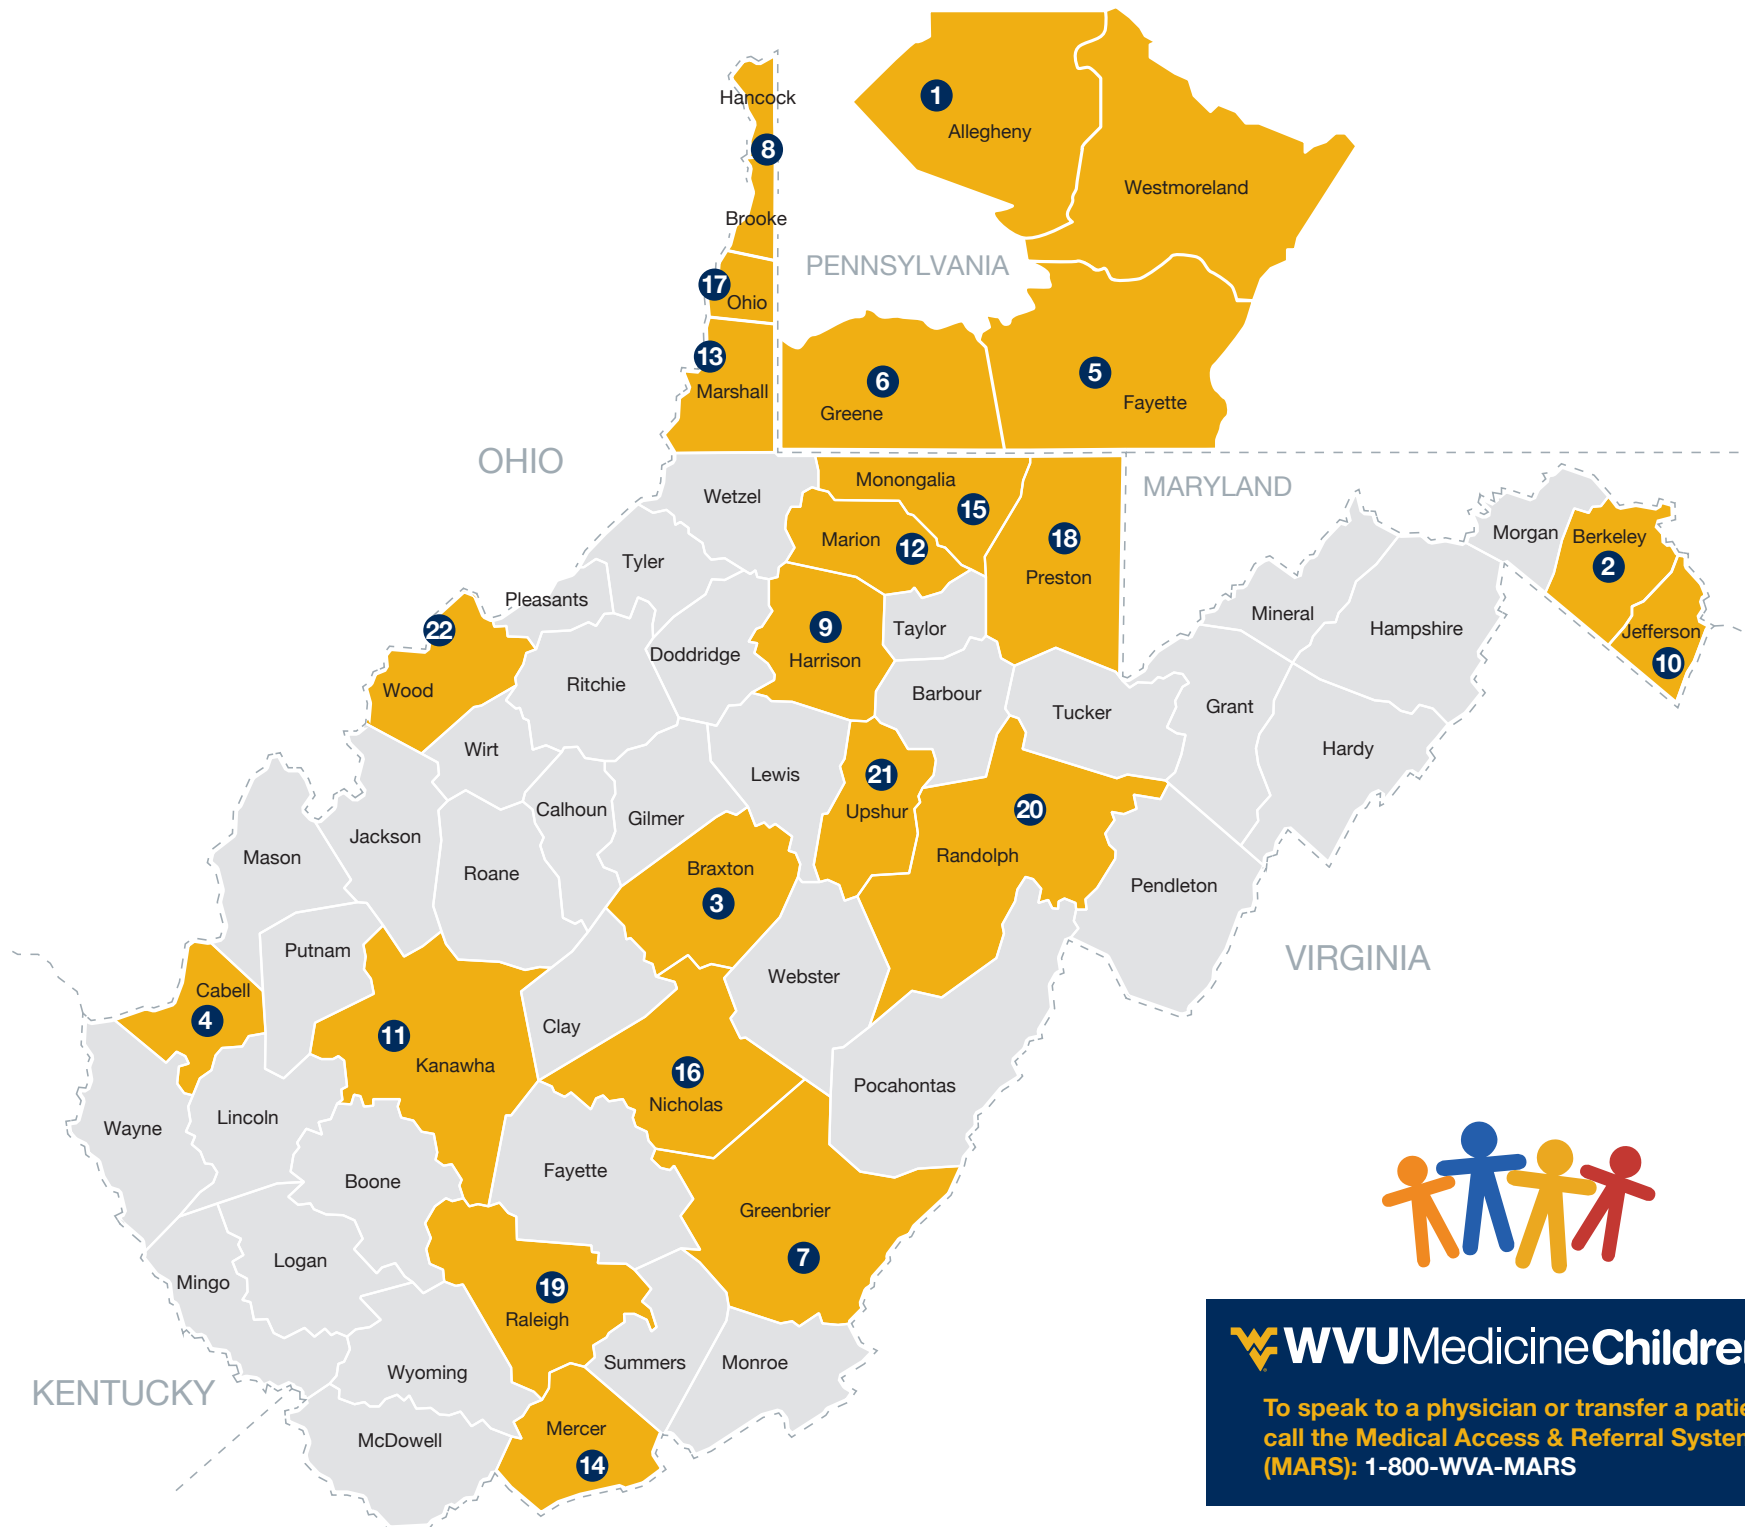 Hancock
1
Allegheny
8
Westmoreland
Brooke
PENNSYLVANIA
17
Ohio
13
Marshall
6
Greene
5
Fayette
OHIO
MARYLAND
Wetzel
Monongalia
15
Marion
12
18
Preston
Morgan
Berkeley
2
Tyler
Pleasants
22
Wood
9
Harrison
Taylor
Mineral
Hampshire
Jefferson
10
Doddridge
Ritchie
Barbour
Tucker
Grant
Hardy
Wirt
Lewis
21
Upshur
20
Randolph
Calhoun
Gilmer
Jackson
Mason
Roane
Braxton
3
Pendleton
Putnam
Webster
VIRGINIA
Cabell
4
11
Kanawha
Clay
16
Nicholas
Pocahontas
Wayne
Lincoln
Boone
Fayette
Greenbrier
7
Logan
Mingo
19
Raleigh
Summers
Monroe
Wyoming
KENTUCKY
McDowell
Mercer
14
WVUMedicineChildren
To speak to a physician or transfer a patie
call the Medical Access & Referral System
(MARS): 1-800-WVA-MARS